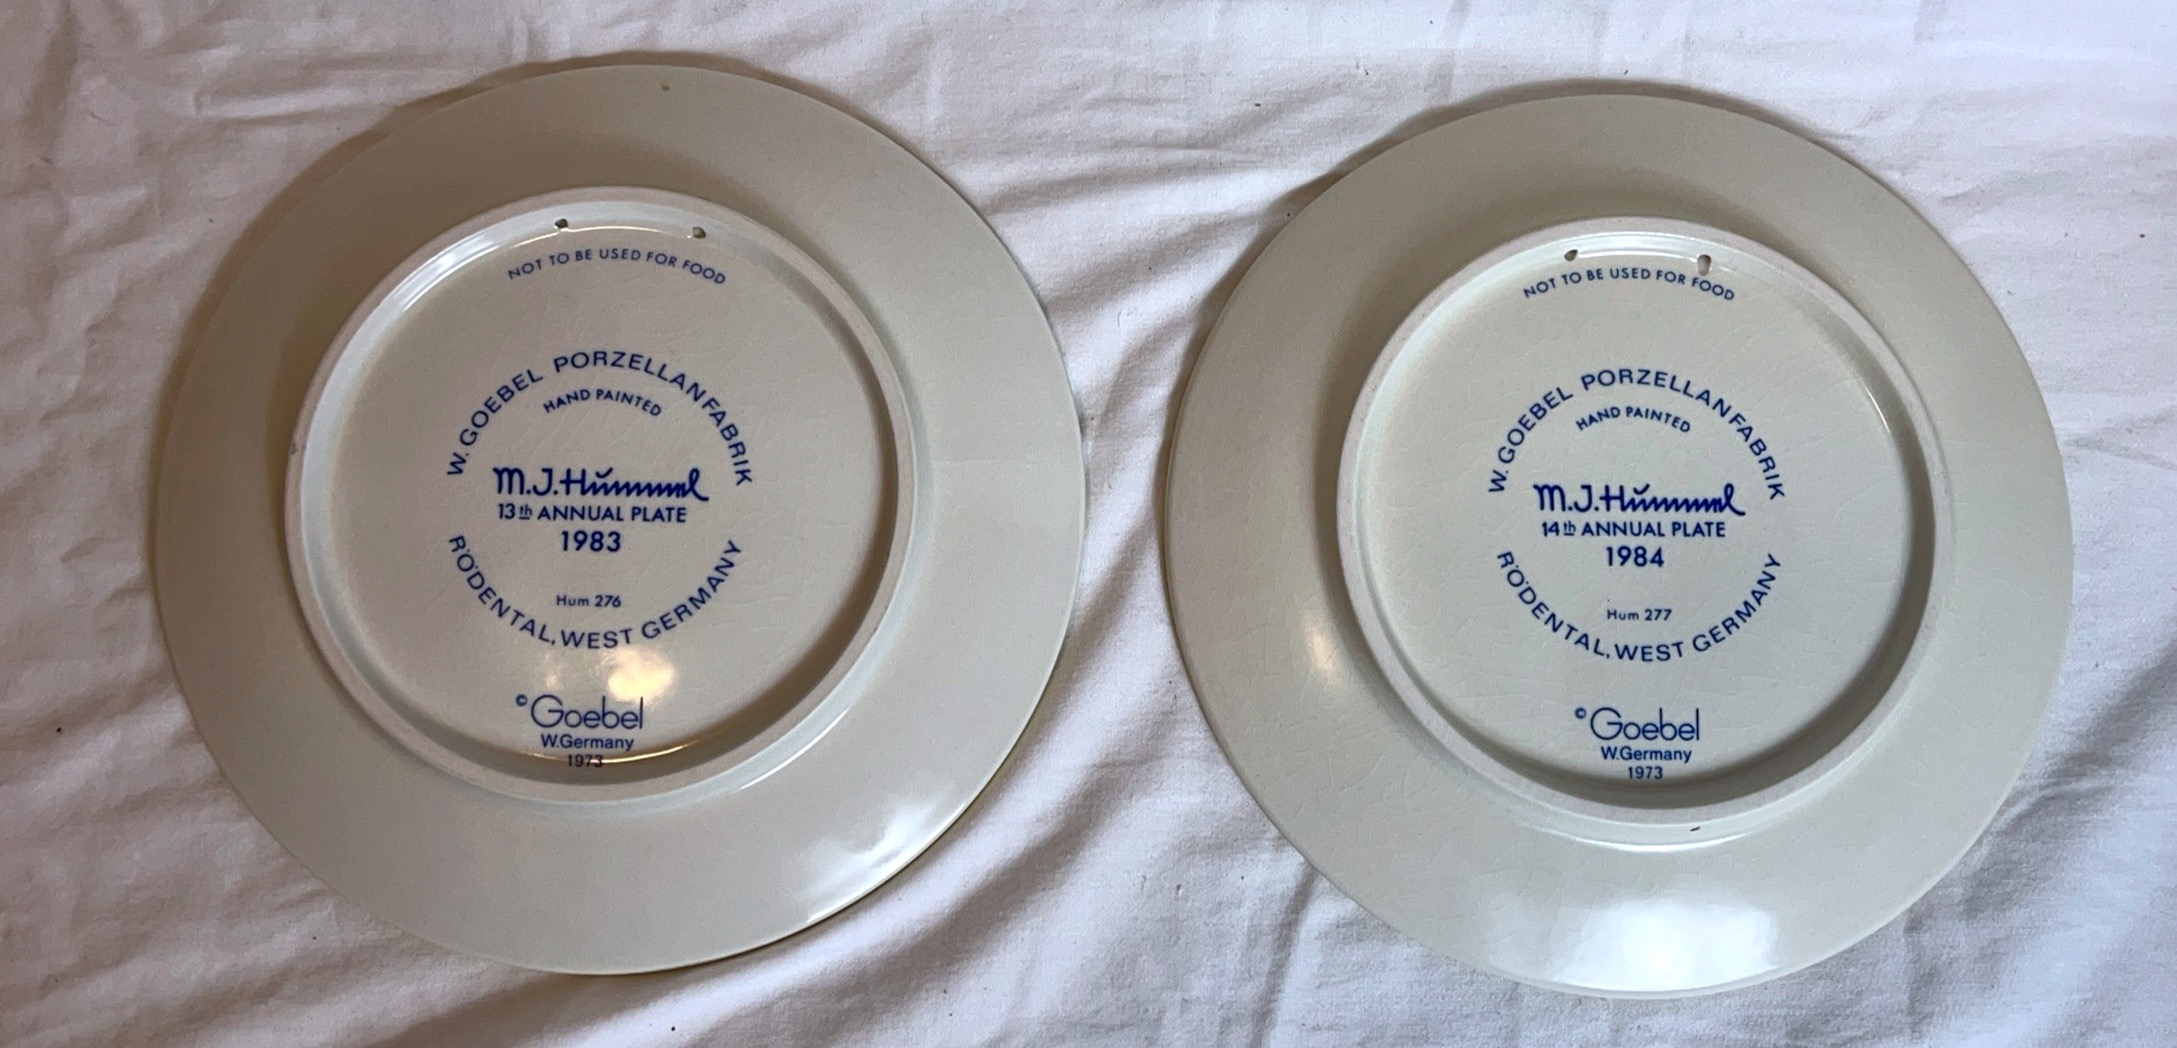 NOT TO BE USED FOR FOOD
W. GOEBEL PORZELLANFABRIK
HAND PAINTED
M.J.Hummel
13th ANNUAL PLATE
1983
Hum 276
RÖDENTAL, WEST GERMANY
© Goebel
W.Germany
1973
NOT TO BE USED FOR FOOD
W. GOEBEL PORZELLANFABRIK
HAND PAINTED
M.J.Hummel
14th ANNUAL PLATE
1984
Hum 277
RÖDENTAL, WEST GERMANY
© Goebel
W.Germany
1973